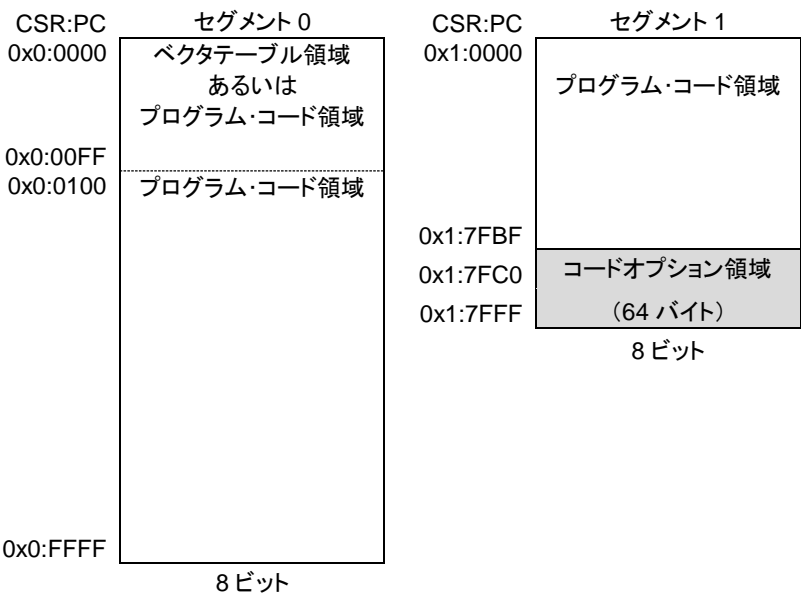 CSR:PC
セグメント 0
0x0:0000
ベクタテーブル領域
あるいは
プログラム・コード領域
0x0:00FF
0x0:0100
プログラム・コード領域
0x0:FFFF
8 ビット
CSR:PC
セグメント 1
0x1:0000
プログラム・コード領域
0x1:7FBF
0x1:7FC0
コードオプション領域
0x1:7FFF
（64 バイト）
8 ビット